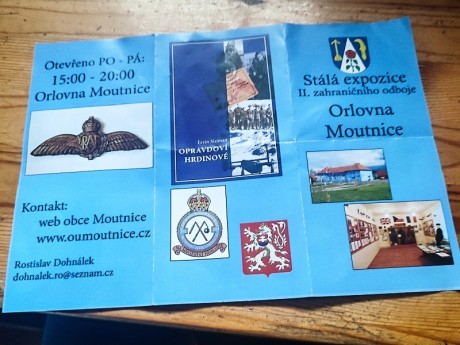 Otevřeno PO - PÁ:
15:00 - 20:00
Orlovna Moutnice
Kontakt:
web obce Moutnice
www.oumoutnice.cz
Rostislav Dohnálek
dohnalek.ro@seznam.cz
OPRAVDOVÍ
HRDINOVÉ
Stálá expozice
II. zahraničního odboje
Orlovna
Moutnice